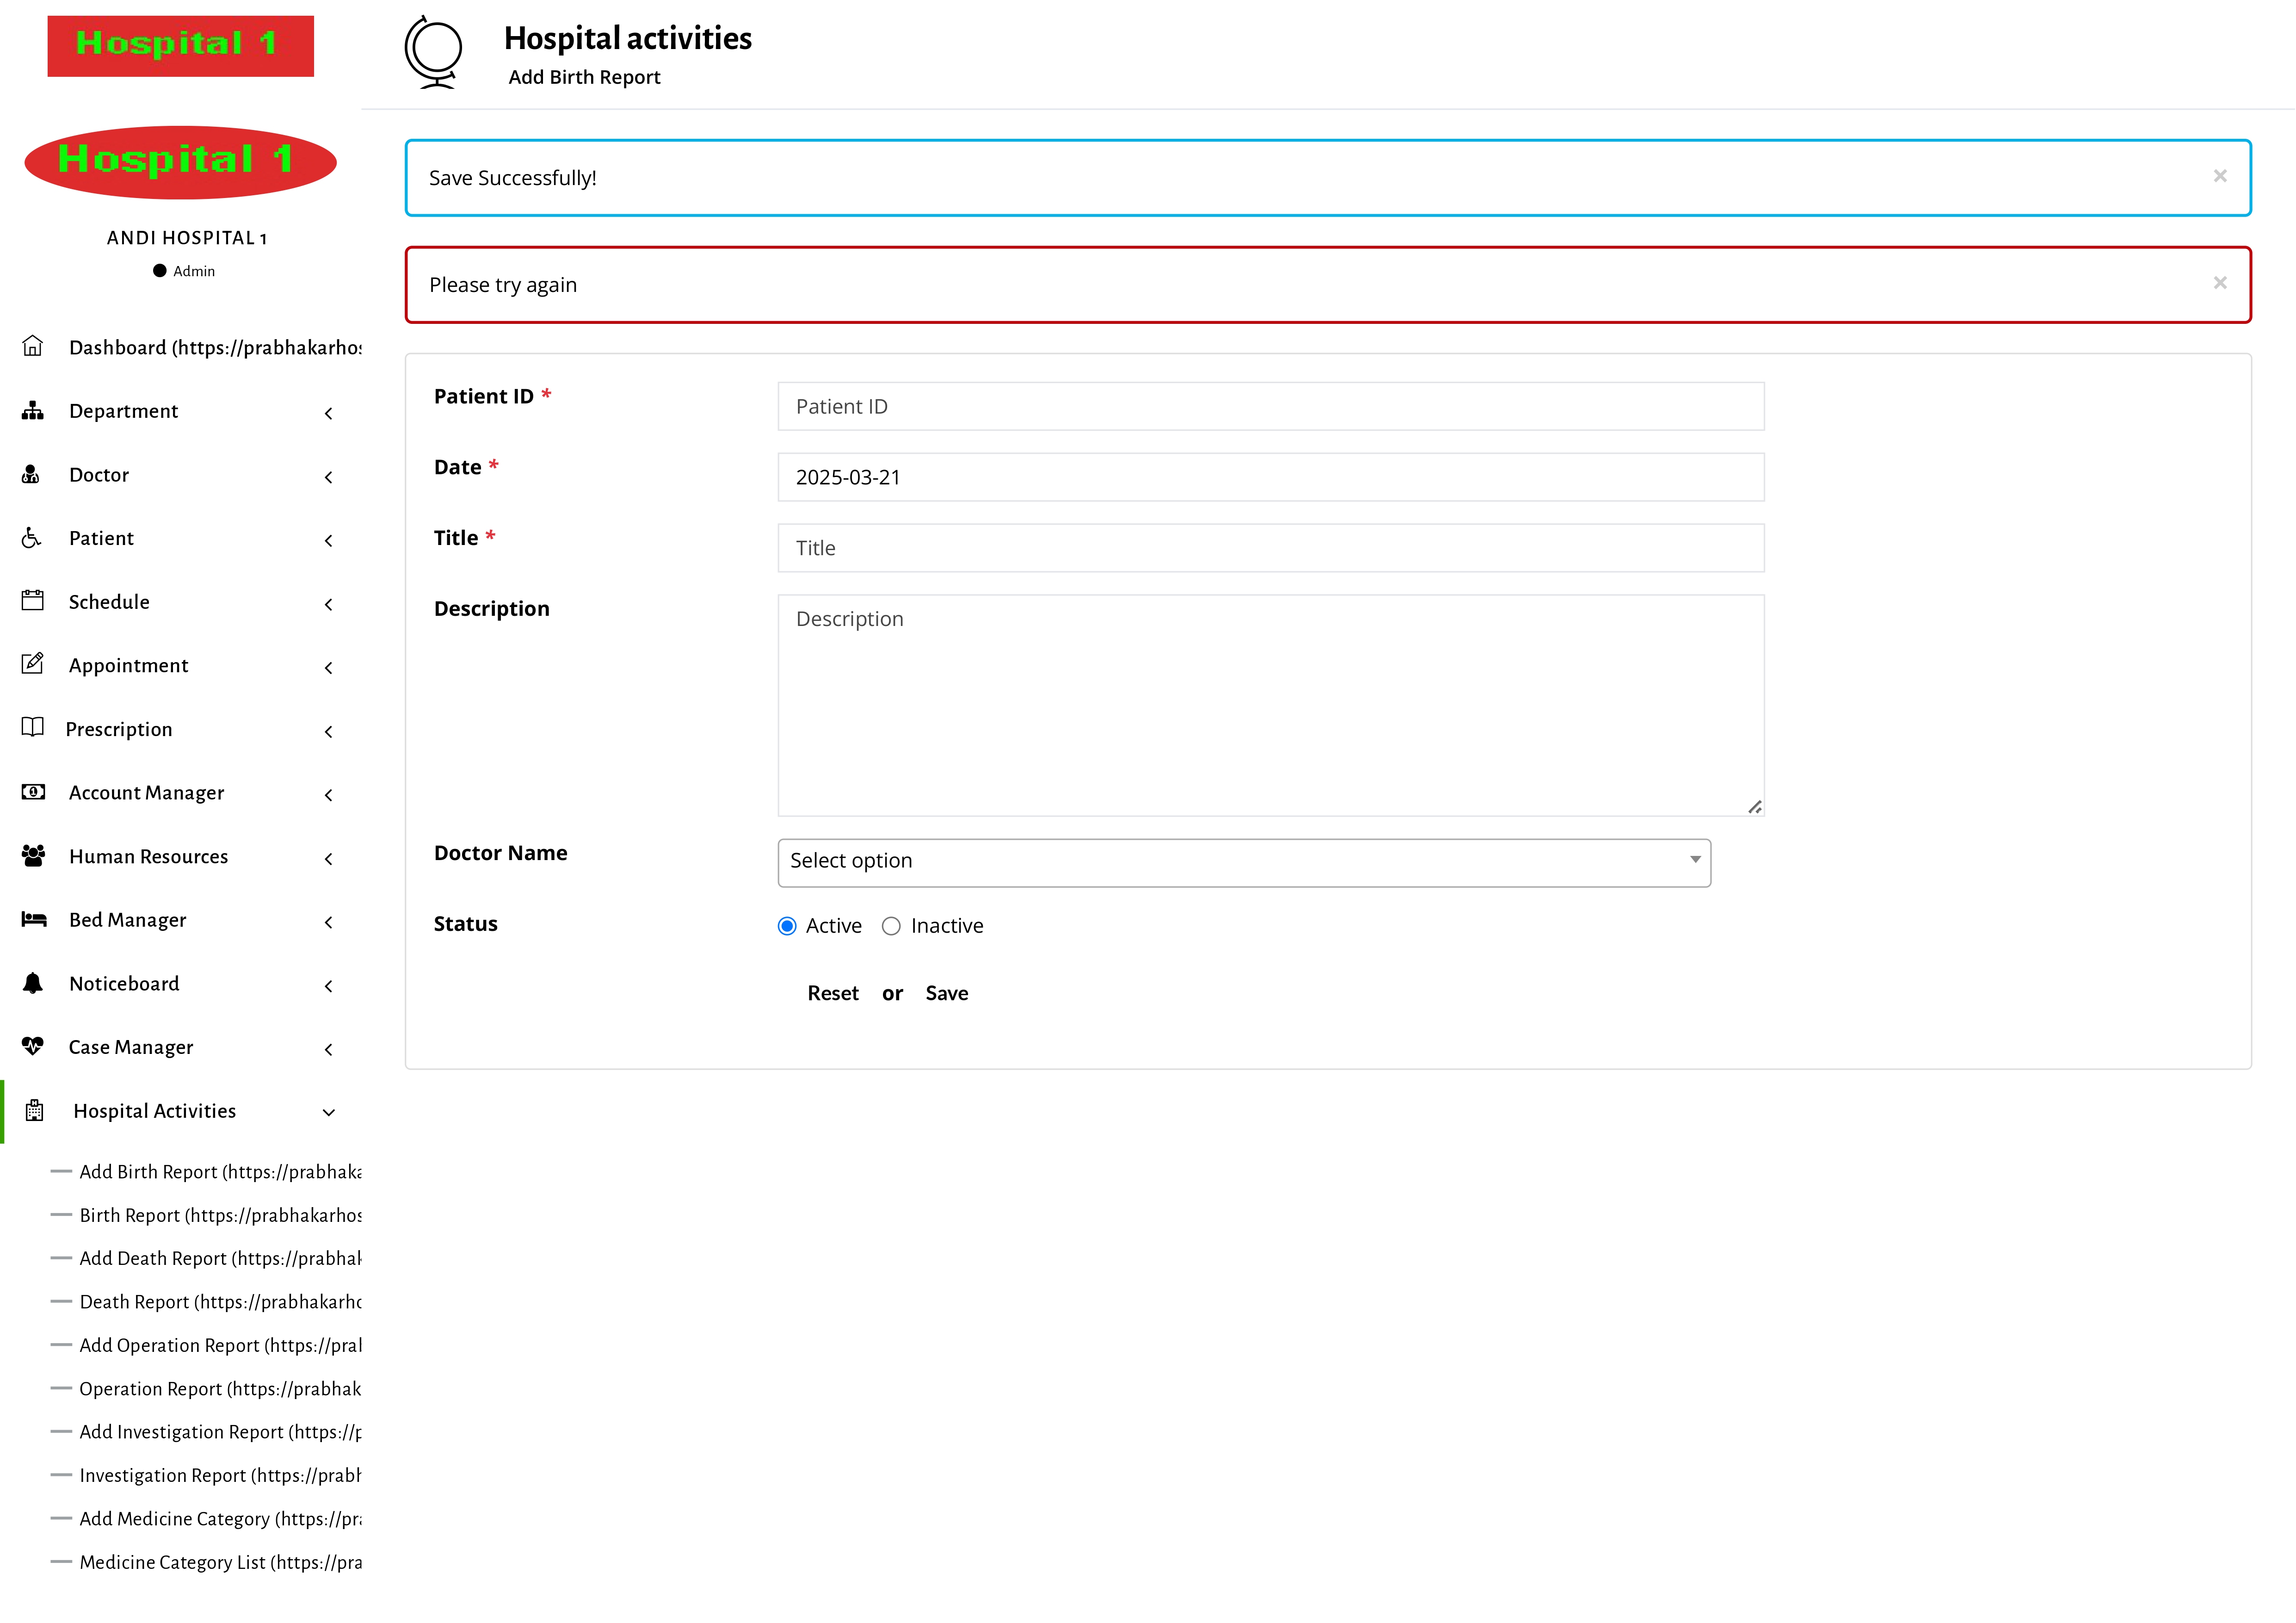 Hospital 1
Hospital 1
ANDI HOSPITAL 1
Admin
Dashboard (https://prabhakarhos
Department
Doctor
Patient
Schedule
Appointment
Prescription
Account Manager
Human Resources
Bed Manager
Noticeboard
Case Manager
Hospital Activities
Add Birth Report (https://prabhaka
Birth Report (https://prabhakarhos
Add Death Report (https://prabhak
Death Report (https://prabhakarho
Add Operation Report (https://prab
Operation Report (https://prabhak
Add Investigation Report (https://p
Investigation Report (https://prabh
Add Medicine Category (https://pra
Medicine Category List (https://pra
Hospital activities
Add Birth Report
Save Successfully!
×
Please try again
×
Patient ID *
Patient ID
Date *
2025-03-21
Title *
Title
Description
Description
Doctor Name
Select option
Status
Active Inactive
Reset or Save